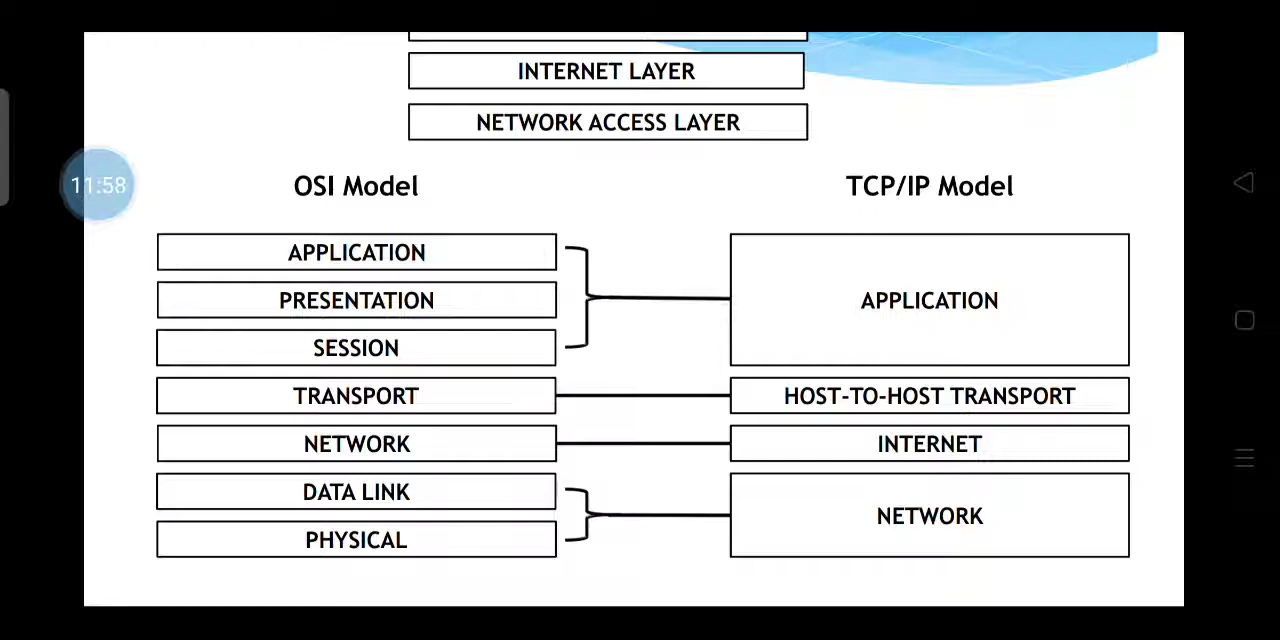 INTERNET LAYER
NETWORK ACCESS LAYER
11:58
OSI Model
TCP/IP Model
APPLICATION
PRESENTATION
SESSION
TRANSPORT
NETWORK
DATA LINK
PHYSICAL
APPLICATION
HOST-TO-HOST TRANSPORT
INTERNET
NETWORK